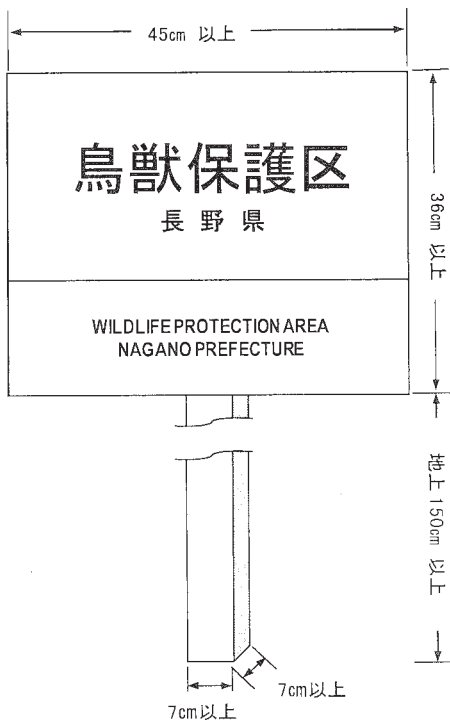 45cm 以上
鳥獣保護区
長野県
36cm 以上
WILDLIFE PROTECTION AREA
NAGANO PREFECTURE
地上 150cm 以上
7cm以上
7cm以上